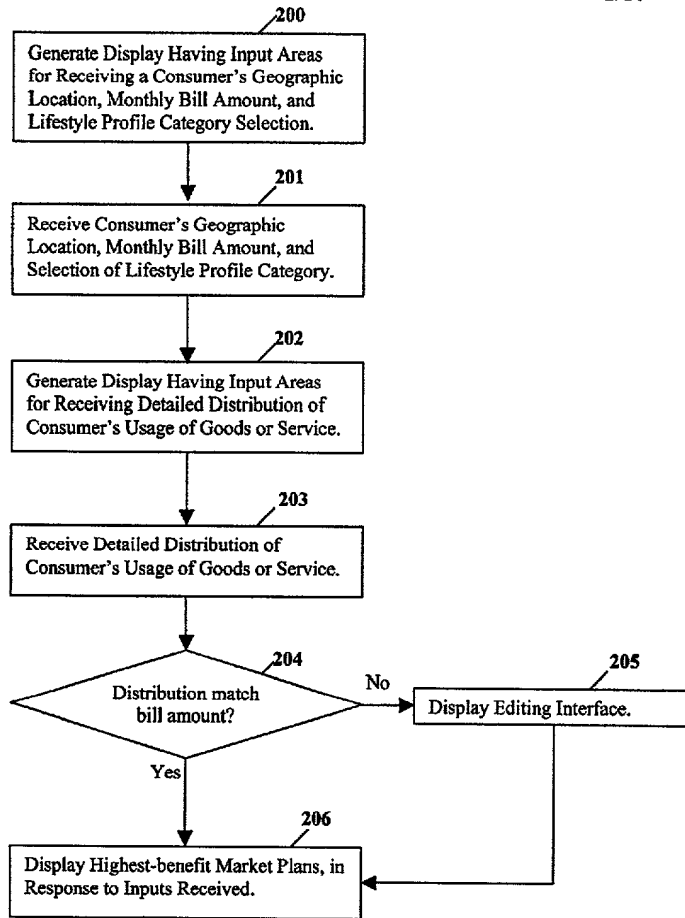 200
Generate Display Having Input Areas
for Receiving a Consumer's Geographic
Location, Monthly Bill Amount, and
Lifestyle Profile Category Selection.
201
Receive Consumer's Geographic
Location, Monthly Bill Amount, and
Selection of Lifestyle Profile Category.
202
Generate Display Having Input Areas
for Receiving Detailed Distribution of
Consumer's Usage of Goods or Service.
203
Receive Detailed Distribution of
Consumer's Usage of Goods or Service.
204
Distribution match
bill amount?
No
205
Display Editing Interface.
Yes
206
Display Highest-benefit Market Plans, in
Response to Inputs Received.